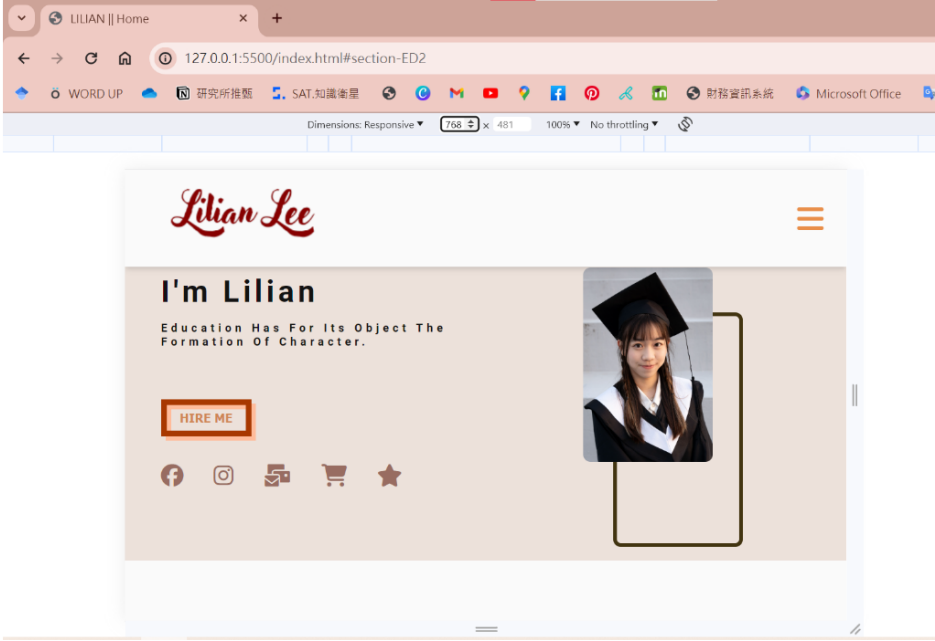 LILIAN || Home
127.0.0.1:5500/index.html#section-ED2
WORD UP
研究所推甄
SAT.知識衛星
財務資訊系統
Microsoft Office
Dimensions: Responsive
768 x 481
100%
No throttling
Lilian Lee
I'm Lilian
Education Has For Its Object The
Formation Of Character.
HIRE ME